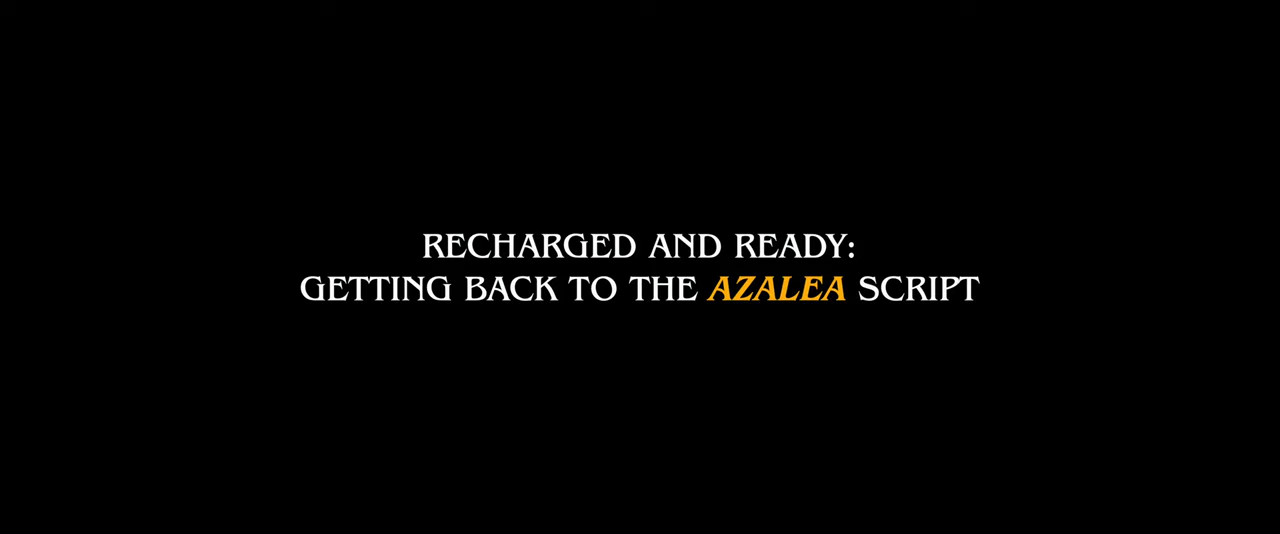 RECHARGED AND READY:
GETTING BACK TO THE AZALEA SCRIPT